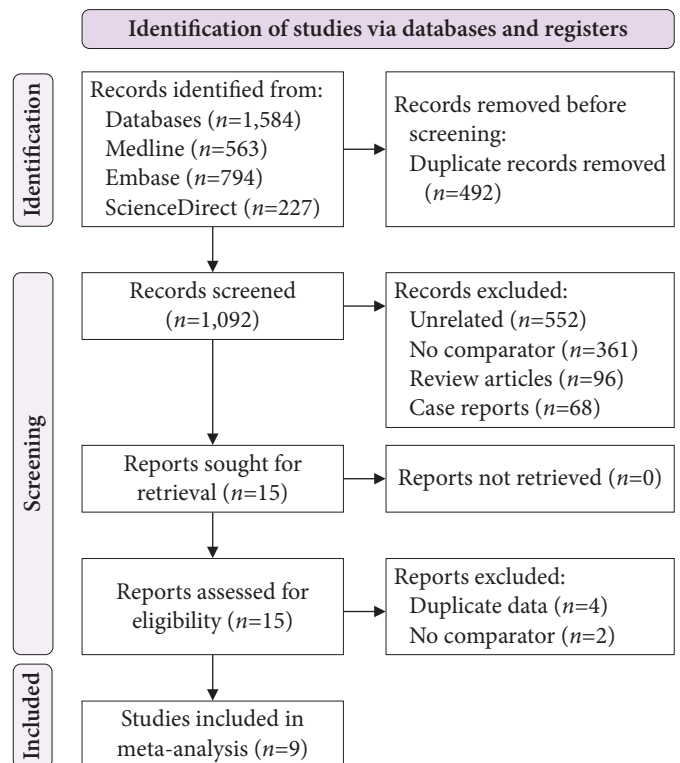 Identification of studies via databases and registers
Identification
Records identified from:
Databases (n=1,584)
Medline (n=563)
Embase (n=794)
ScienceDirect (n=227)
Records removed before
screening:
Duplicate records removed
(n=492)
Screening
Records screened
(n=1,092)
Records excluded:
Unrelated (n=552)
No comparator (n=361)
Review articles (n=96)
Case reports (n=68)
Reports sought for
retrieval (n=15)
Reports not retrieved (n=0)
Reports assessed for
eligibility (n=15)
Reports excluded:
Duplicate data (n=4)
No comparator (n=2)
Included
Studies included in
meta-analysis (n=9)